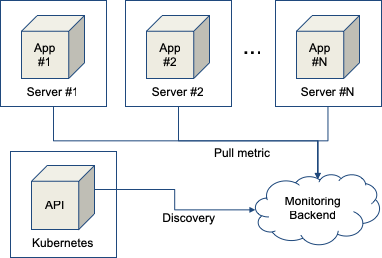 App
#1
Server #1
App
#2
Server #2
...
App
#N
Server #N
Pull metric
API
Kubernetes
Discovery
Monitoring
Backend